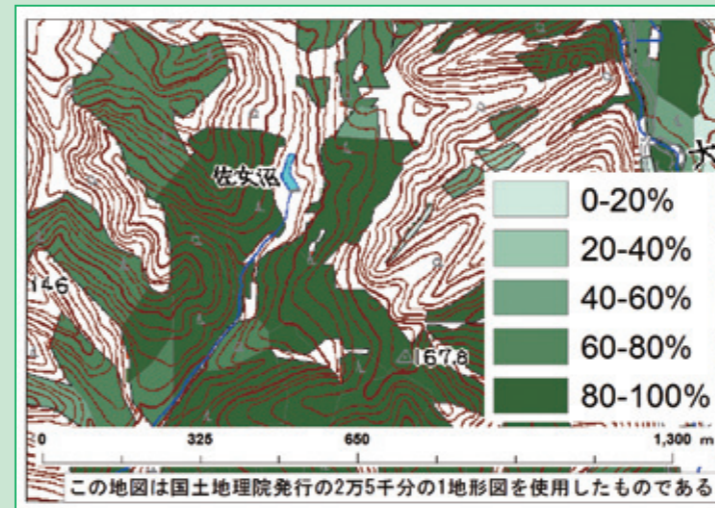 佐女沼
大
146
167.8
0-20%
20-40%
40-60%
60-80%
80-100%
0 325 650 1,300 m
この地図は国土地理院発行の2万5千分の1地形図を使用したものである